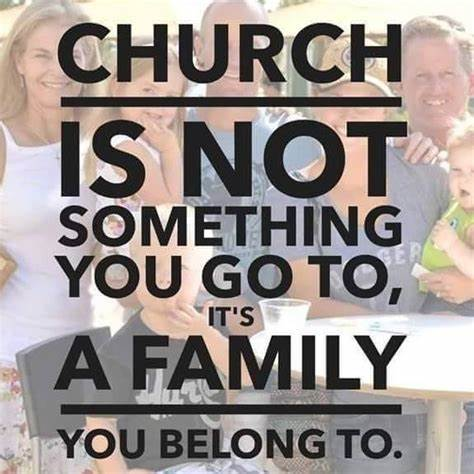 CHURCH
IS NOT
SOMETHING
YOU GO TO,
IT'S
A FAMILY
YOU BELONG TO.